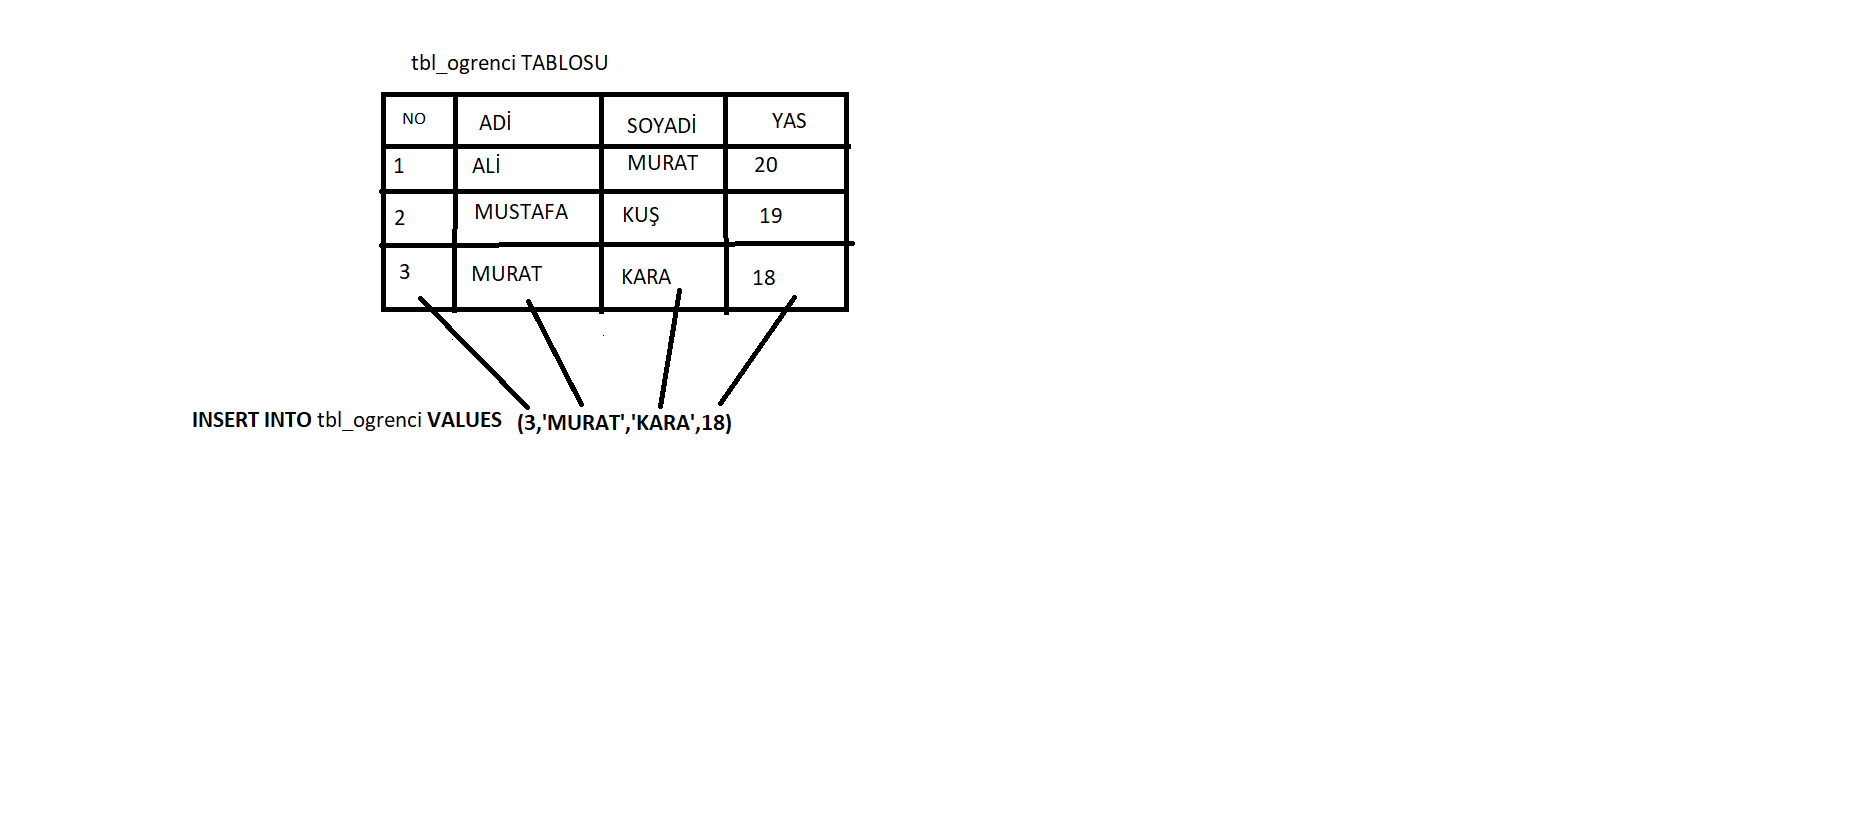 tbl_ogrenci TABLOSU
NO ADİ SOYADİ YAS
1 ALİ MURAT 20
2 MUSTAFA KUŞ 19
3 MURAT KARA 18
INSERT INTO tbl_ogrenci VALUES (3,'MURAT','KARA',18)